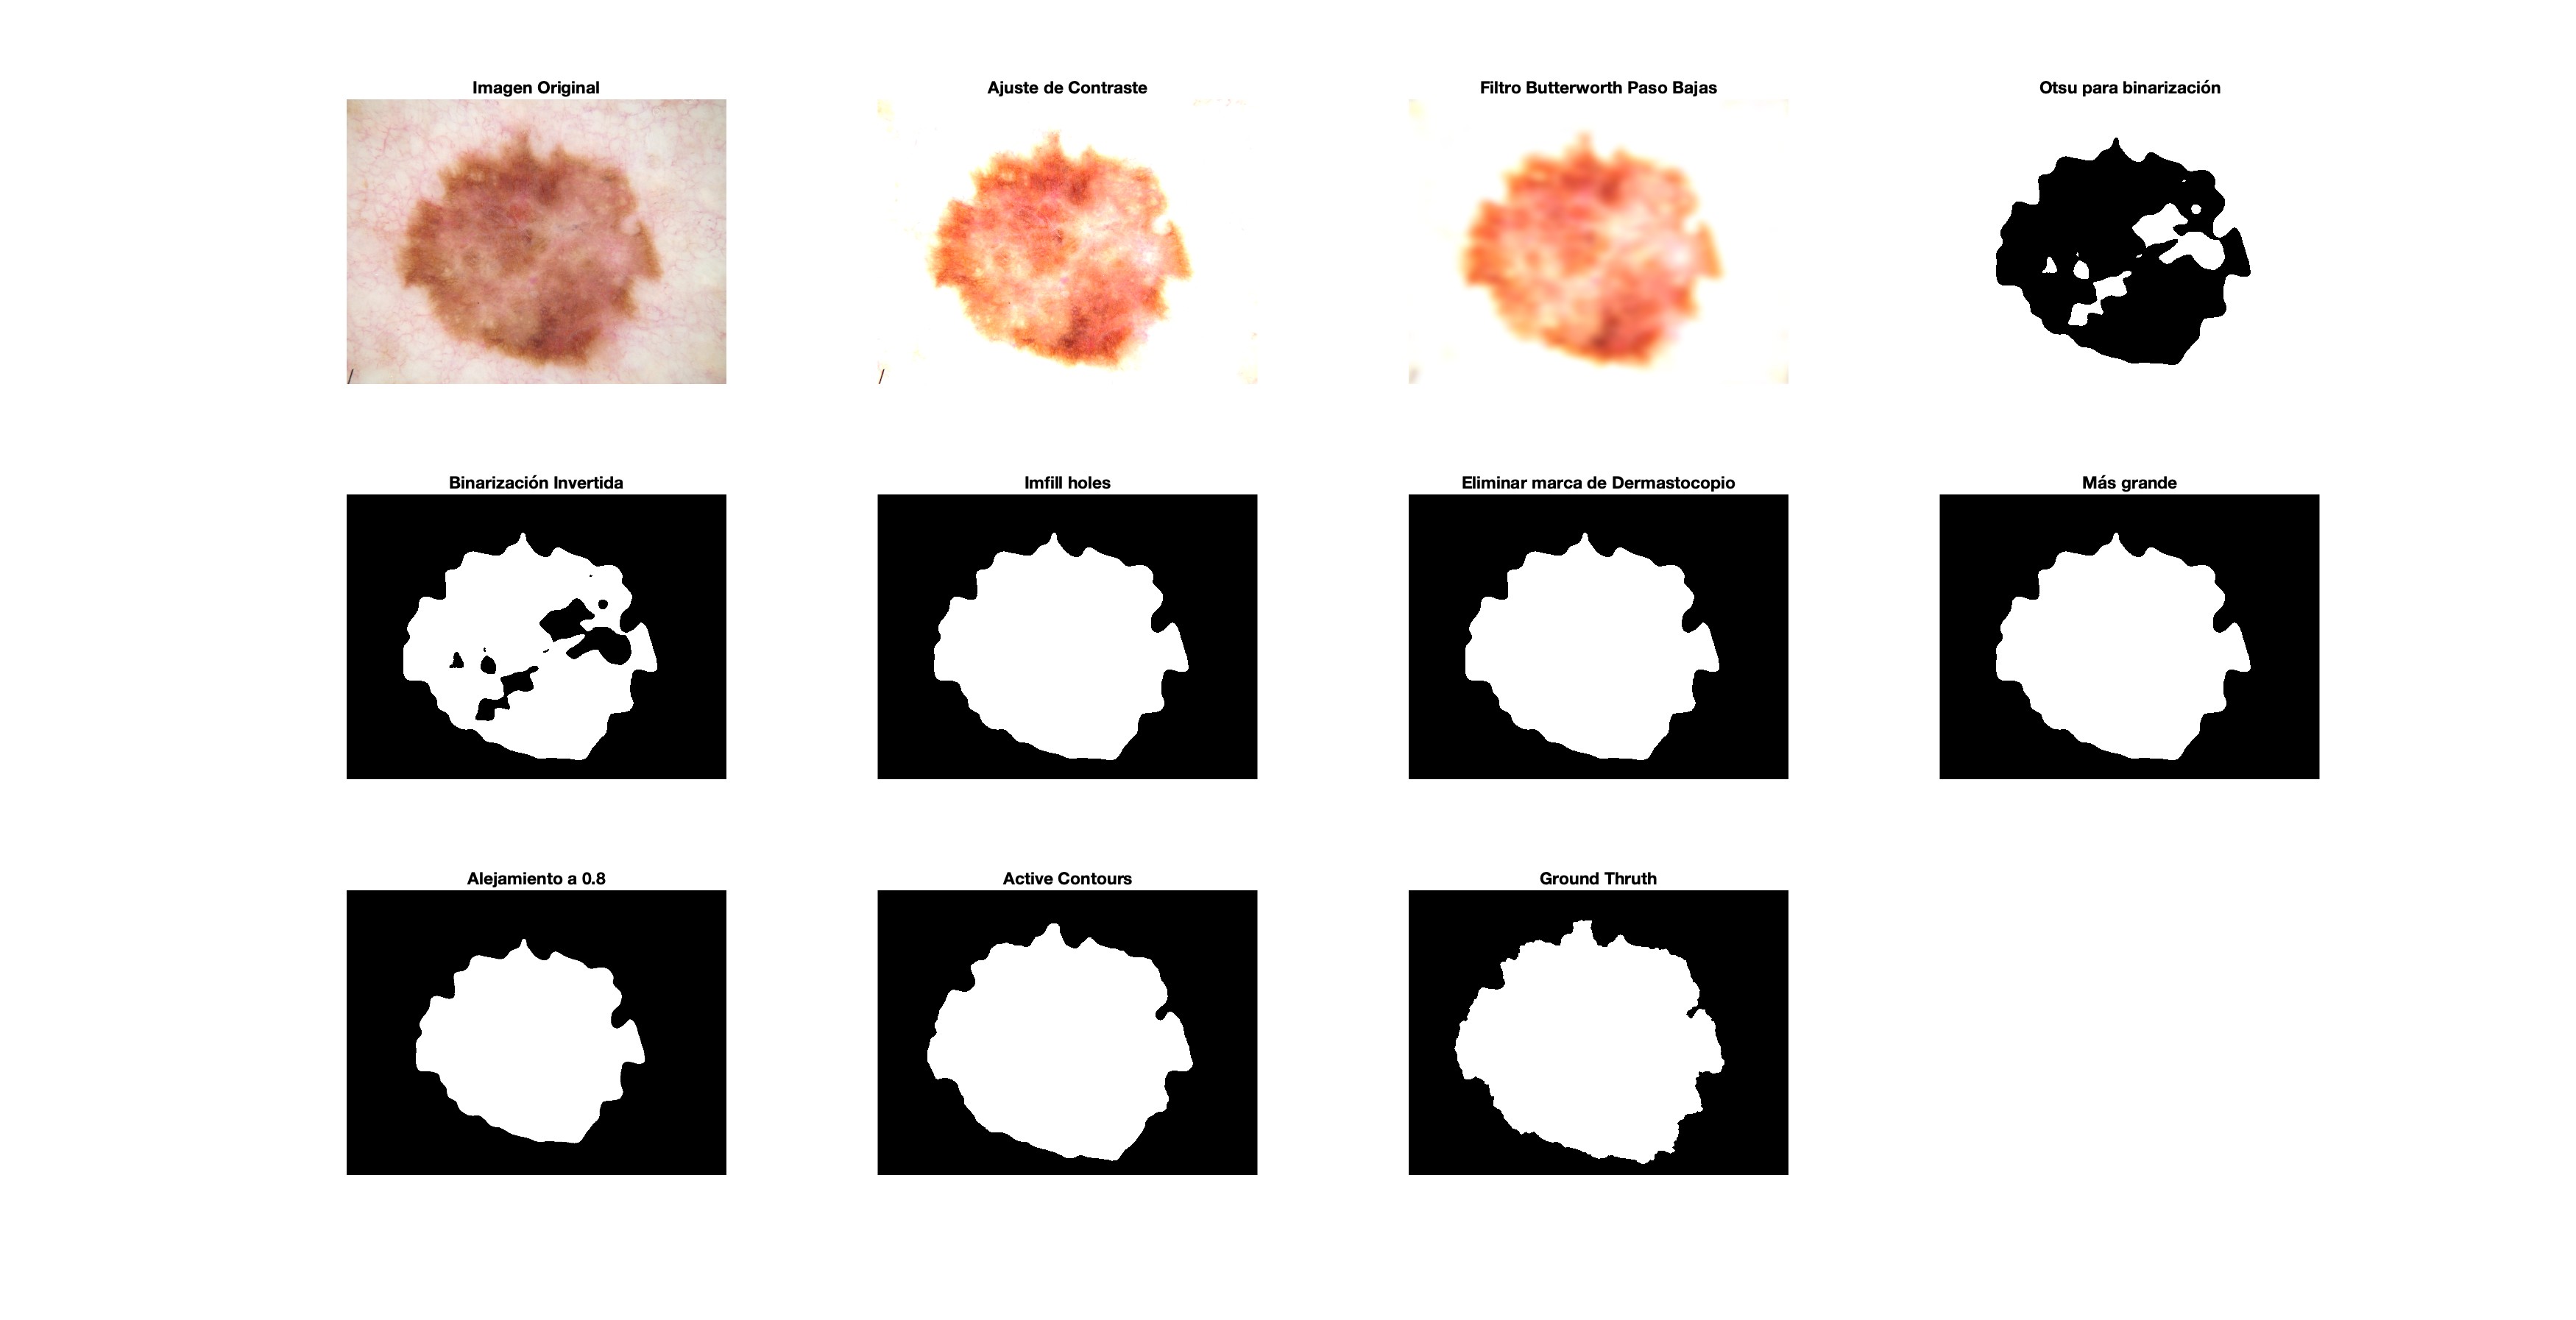 Imagen Original
Ajuste de Contraste
Filtro Butterworth Paso Bajas
Otsu para binarización
Binarización Invertida
Imfill holes
Eliminar marca de Dermastocopio
Más grande
Alejamiento a 0.8
Active Contours
Ground Thruth